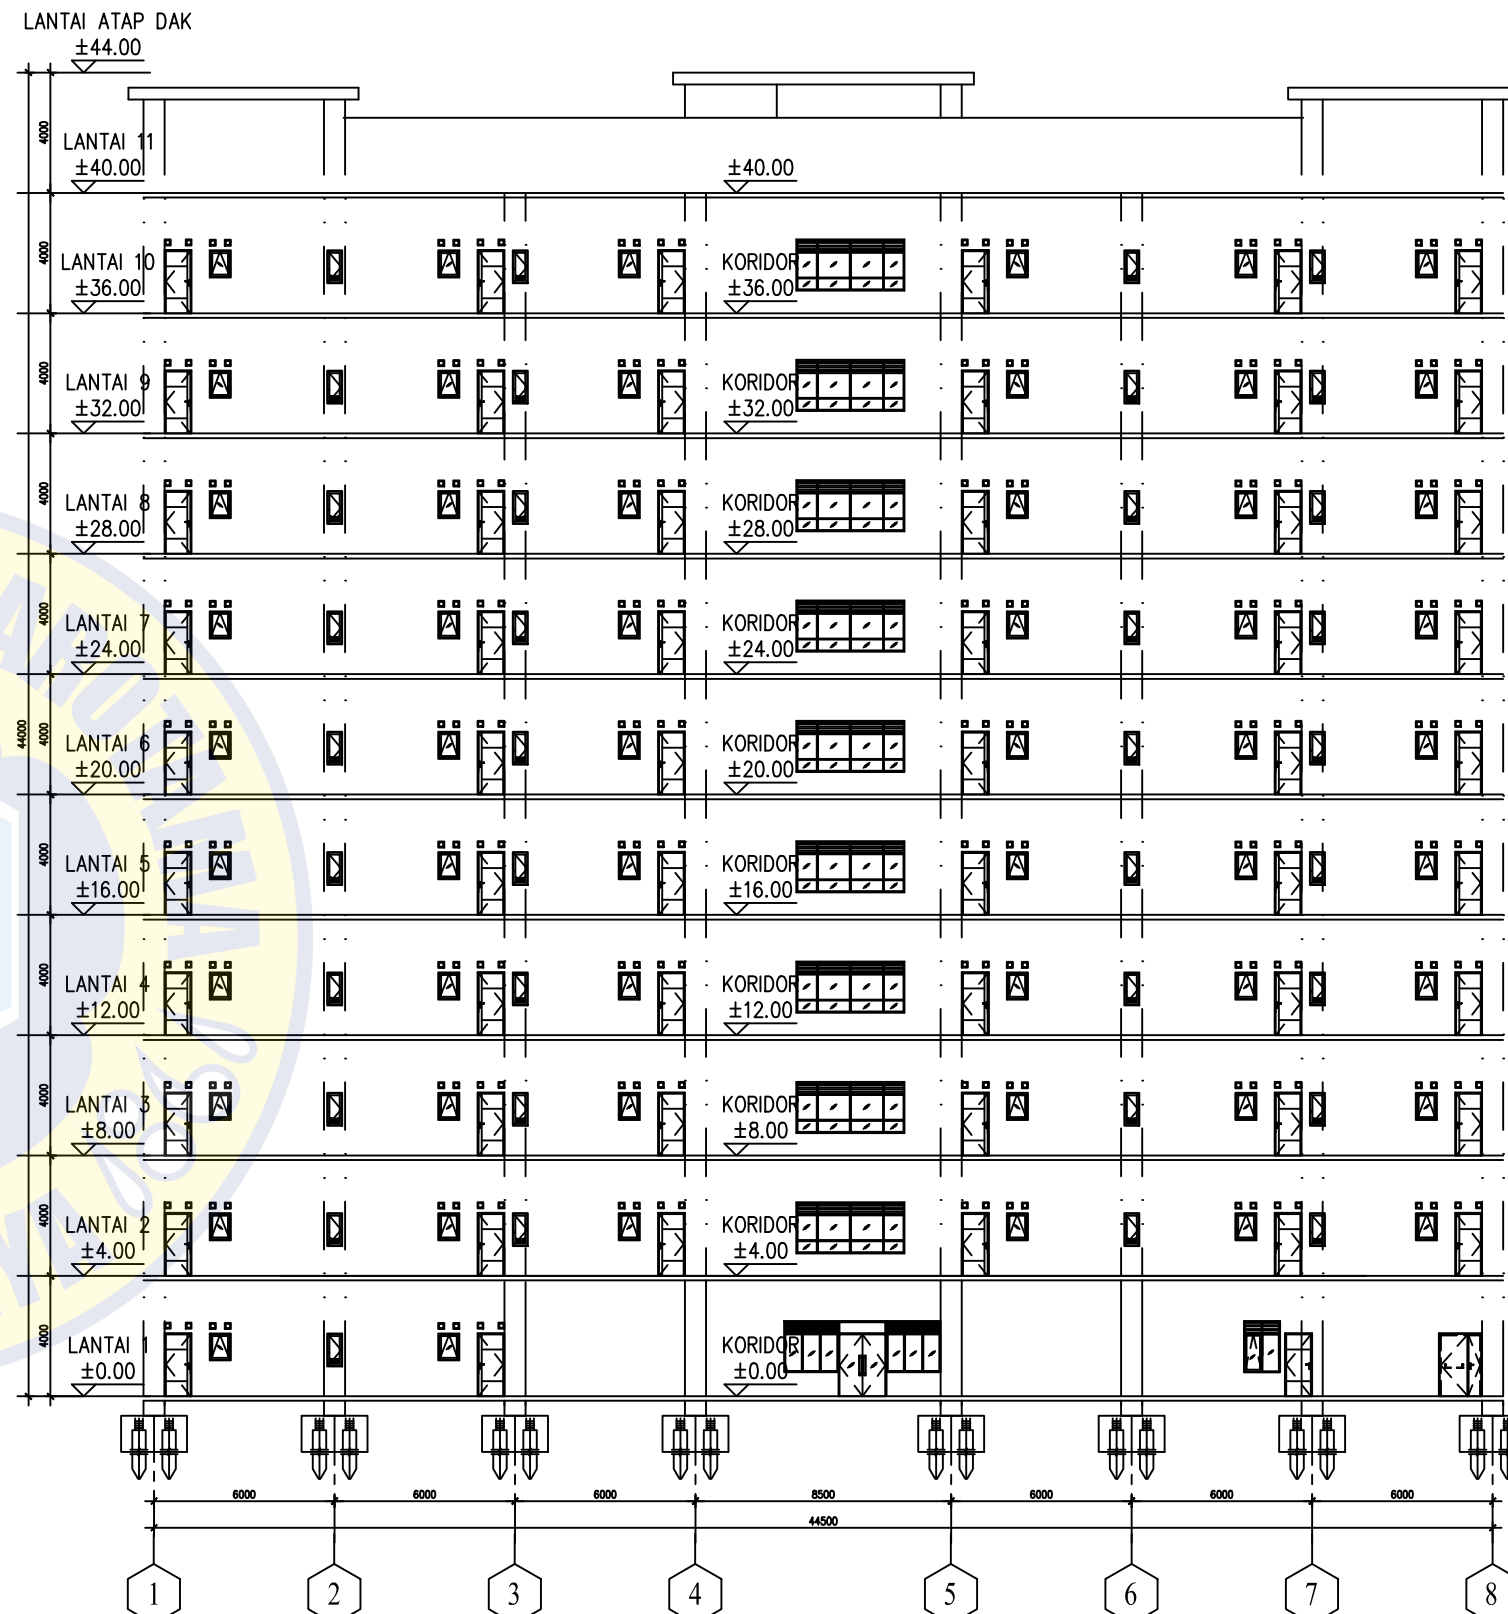 LANTAI ATAP DAK
±44.00
4000
LANTAI 11
±40.00
±40.00
4000
LANTAI 10
±36.00
KORIDOR
±36.00
4000
LANTAI 9
±32.00
KORIDOR
±32.00
4000
LANTAI 8
±28.00
KORIDOR
±28.00
4000
LANTAI 7
±24.00
KORIDOR
±24.00
44000
4000
LANTAI 6
±20.00
KORIDOR
±20.00
4000
LANTAI 5
±16.00
KORIDOR
±16.00
4000
LANTAI 4
±12.00
KORIDOR
±12.00
4000
LANTAI 3
±8.00
KORIDOR
±8.00
4000
LANTAI 2
±4.00
KORIDOR
±4.00
4000
LANTAI 1
±0.00
KORIDOR
±0.00
6000 6000 6000 8500 6000 6000 6000
44500
1 2 3 4 5 6 7 8